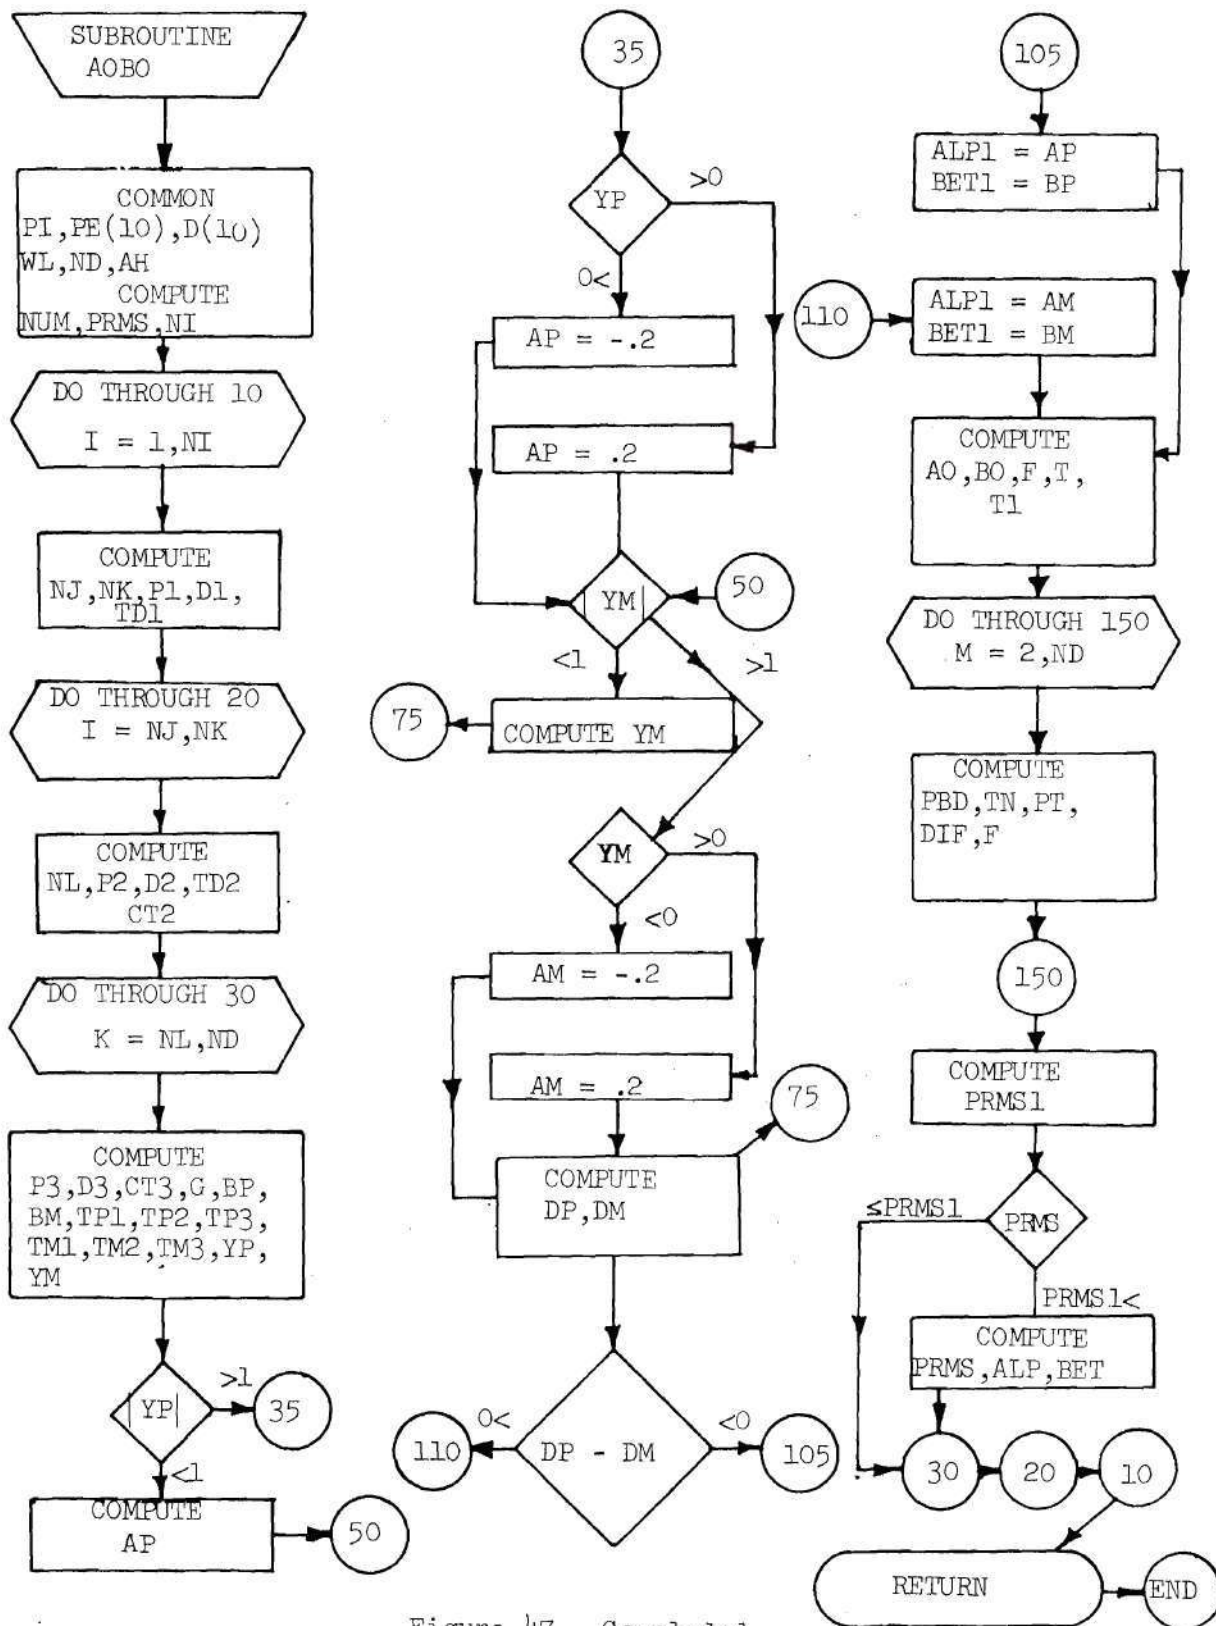 SUBROUTINE
AOBO
COMMON
PI,PE(10),D(10)
WL,ND,AH
COMPUTE
NUM,PRMS,NI
DO THROUGH 10
I = 1,NI
COMPUTE
NJ,NK,P1,D1,
TD1
DO THROUGH 20
I = NJ,NK
COMPUTE
NL,P2,D2,TD2
CT2
DO THROUGH 30
K = NL,ND
COMPUTE
P3,D3,CT3,G,BP,
BM,TP1,TP2,TP3,
TM1,TM2,TM3,YP,
YM
|YP|
>1
35
<1
COMPUTE
AP
50
35
YP
>0
0<
AP = -.2
AP = .2
|YM|
50
<1
>1
75
COMPUTE YM
YM
>0
<0
AM = -.2
AM = .2
75
COMPUTE
DP,DM
0<
<0
110
DP - DM
105
105
ALP1 = AP
BET1 = BP
110
ALP1 = AM
BET1 = BM
COMPUTE
AO,BO,F,T,
T1
DO THROUGH 150
M = 2,ND
COMPUTE
PBD,TN,PT,
DIF,F
150
COMPUTE
PRMS1
≤PRMS1
PRMS
PRMS1<
COMPUTE
PRMS,ALP,BET
30
20
10
RETURN
END
Figure 47. Concluded